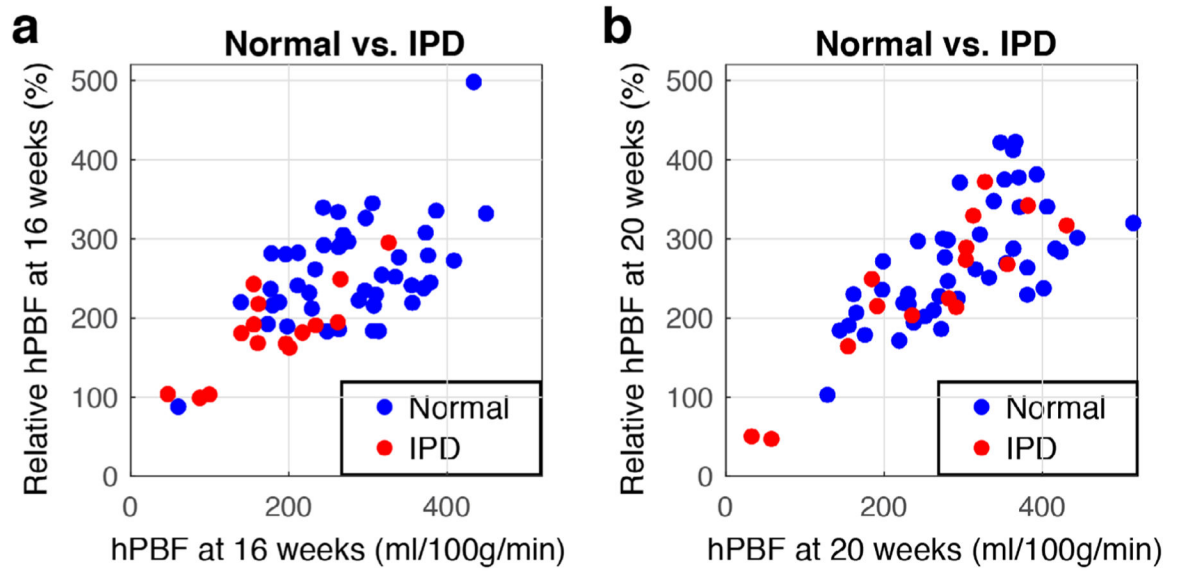 a
Normal vs. IPD
Relative hPBF at 16 weeks (%)
500
400
300
200
100
0
0 200 400
hPBF at 16 weeks (ml/100g/min)
Normal
IPD
b
Normal vs. IPD
Relative hPBF at 20 weeks (%)
500
400
300
200
100
0
0 200 400
hPBF at 20 weeks (ml/100g/min)
Normal
IPD